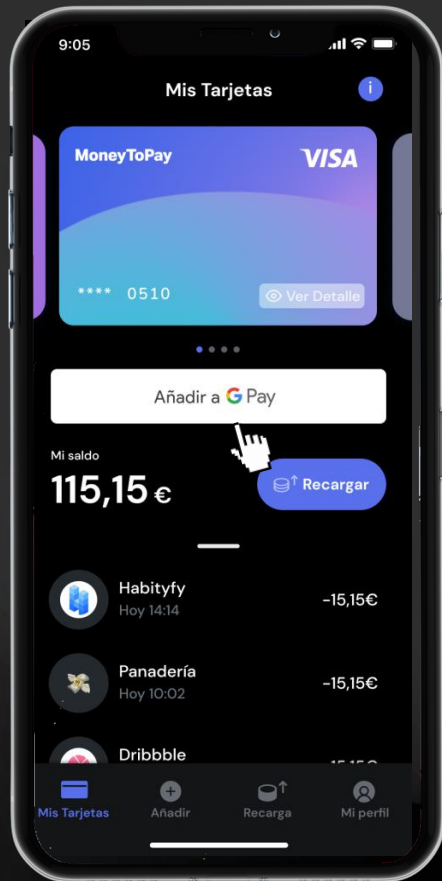 9:05
Mis Tarjetas
i
MoneyToPay
VISA
**** 0510
Ver Detalle
Añadir a G Pay
Mi saldo
115,15 €
Recargar
Habityfy
-15,15€
Hoy 14:14
Panadería
-15,15€
Hoy 10:02
Dribbble
Mis Tarjetas
Añadir
Recarga
Mi perfil